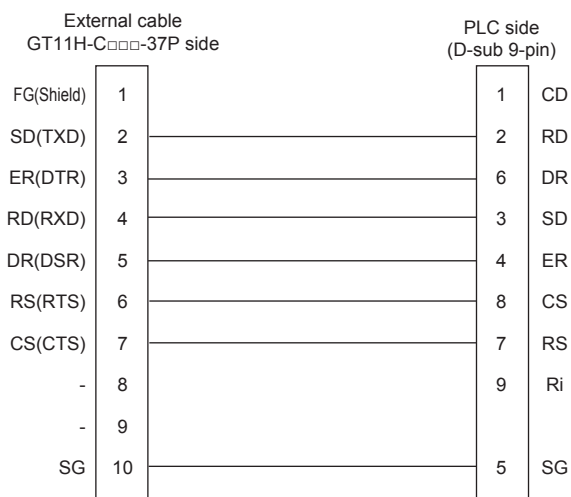 External cable
GT11H-C□□□-37P side
PLC side
(D-sub 9-pin)
FG(Shield) 1 1 CD
SD(TXD) 2 2 RD
ER(DTR) 3 6 DR
RD(RXD) 4 3 SD
DR(DSR) 5 4 ER
RS(RTS) 6 8 CS
CS(CTS) 7 7 RS
- 8 9 Ri
- 9
SG 10 5 SG